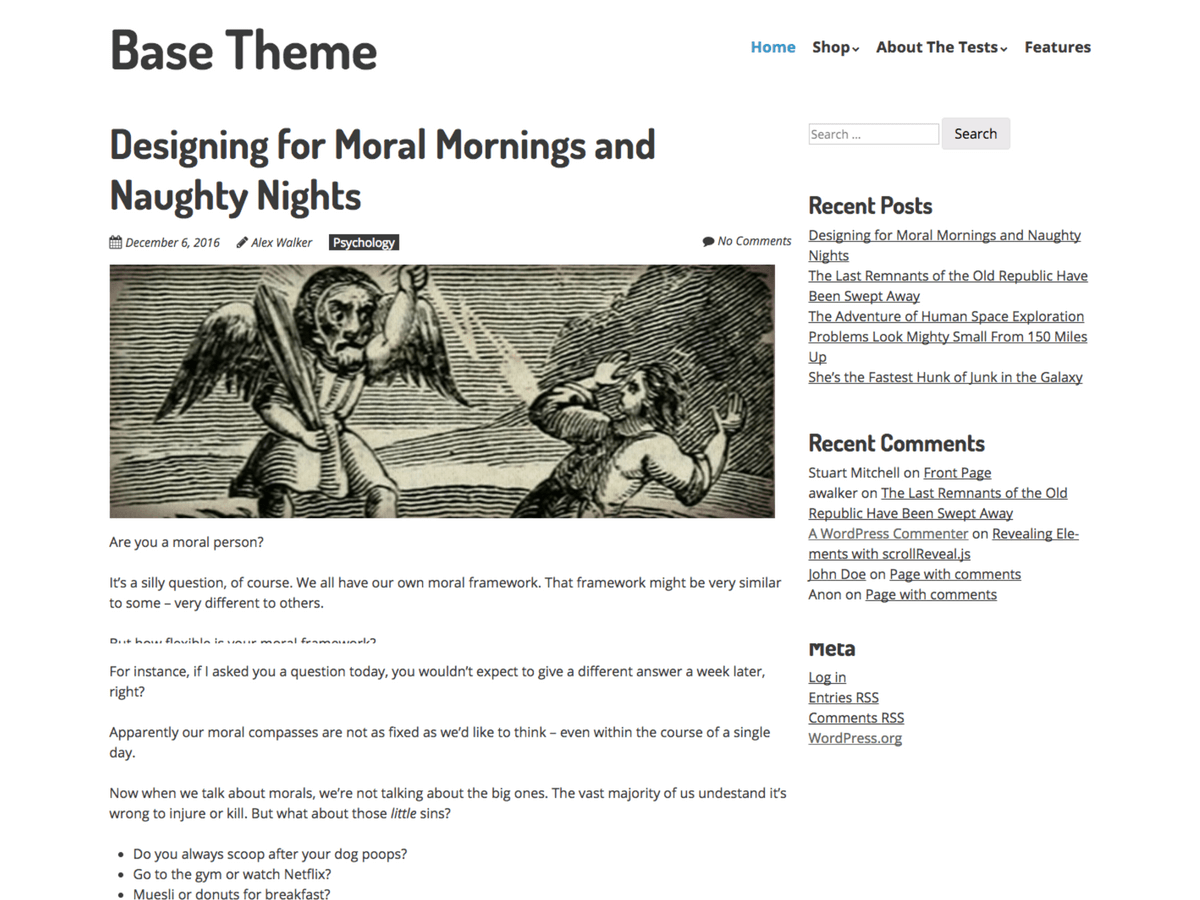 Base Theme
Home Shop About The Tests Features
Designing for Moral Mornings and
Naughty Nights
December 6, 2016 Alex Walker Psychology No Comments
Are you a moral person?
It's a silly question, of course. We all have our own moral framework. That framework might be very similar
to some – very different to others.
But how flexible is your moral framework?
For instance, if I asked you a question today, you wouldn't expect to give a different answer a week later,
right?
Apparently our moral compasses are not as fixed as we'd like to think – even within the course of a single
day.
Now when we talk about morals, we're not talking about the big ones. The vast majority of us undestand it's
wrong to injure or kill. But what about those little sins?
• Do you always scoop after your dog poops?
• Go to the gym or watch Netflix?
• Muesli or donuts for breakfast?
Search ... Search
Recent Posts
Designing for Moral Mornings and Naughty
Nights
The Last Remnants of the Old Republic Have
Been Swept Away
The Adventure of Human Space Exploration
Problems Look Mighty Small From 150 Miles
Up
She's the Fastest Hunk of Junk in the Galaxy
Recent Comments
Stuart Mitchell on Front Page
awalker on The Last Remnants of the Old
Republic Have Been Swept Away
A WordPress Commenter on Revealing Ele-
ments with scrollReveal.js
John Doe on Page with comments
Anon on Page with comments
Meta
Log in
Entries RSS
Comments RSS
WordPress.org